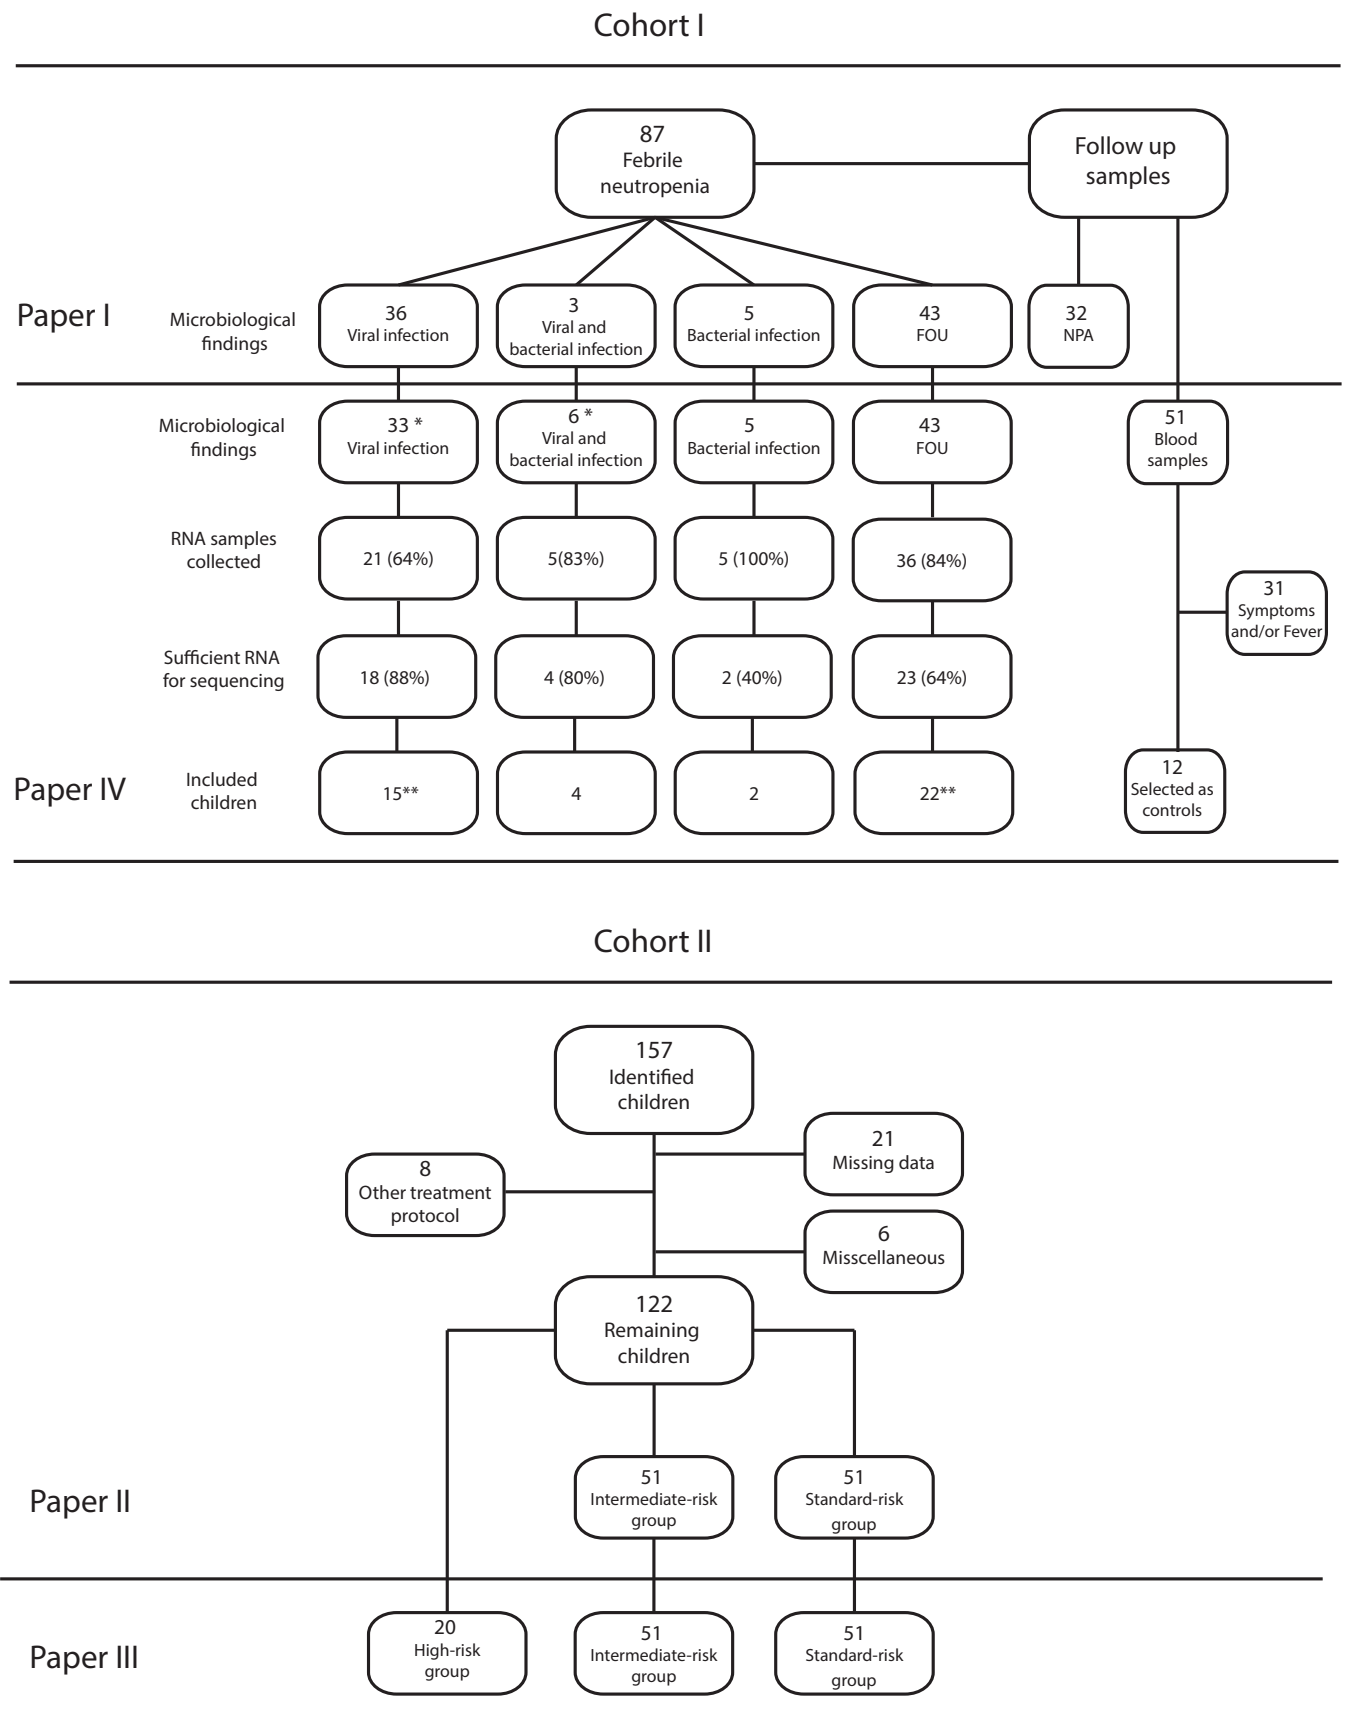 Cohort I
87
Febrile
neutropenia
Follow up
samples
Paper I
Microbiological
findings
36
Viral infection
3
Viral and
bacterial infection
5
Bacterial infection
43
FOU
32
NPA
Microbiological
findings
33 *
Viral infection
6 *
Viral and
bacterial infection
5
Bacterial infection
43
FOU
51
Blood
samples
RNA samples
collected
21 (64%)
5(83%)
5 (100%)
36 (84%)
31
Symptoms
and/or Fever
Sufficient RNA
for sequencing
18 (88%)
4 (80%)
2 (40%)
23 (64%)
Paper IV
Included
children
15**
4
2
22**
12
Selected as
controls
Cohort II
157
Identified
children
21
Missing data
8
Other treatment
protocol
6
Misscellaneous
122
Remaining
children
Paper II
51
Intermediate-risk
group
51
Standard-risk
group
Paper III
20
High-risk
group
51
Intermediate-risk
group
51
Standard-risk
group